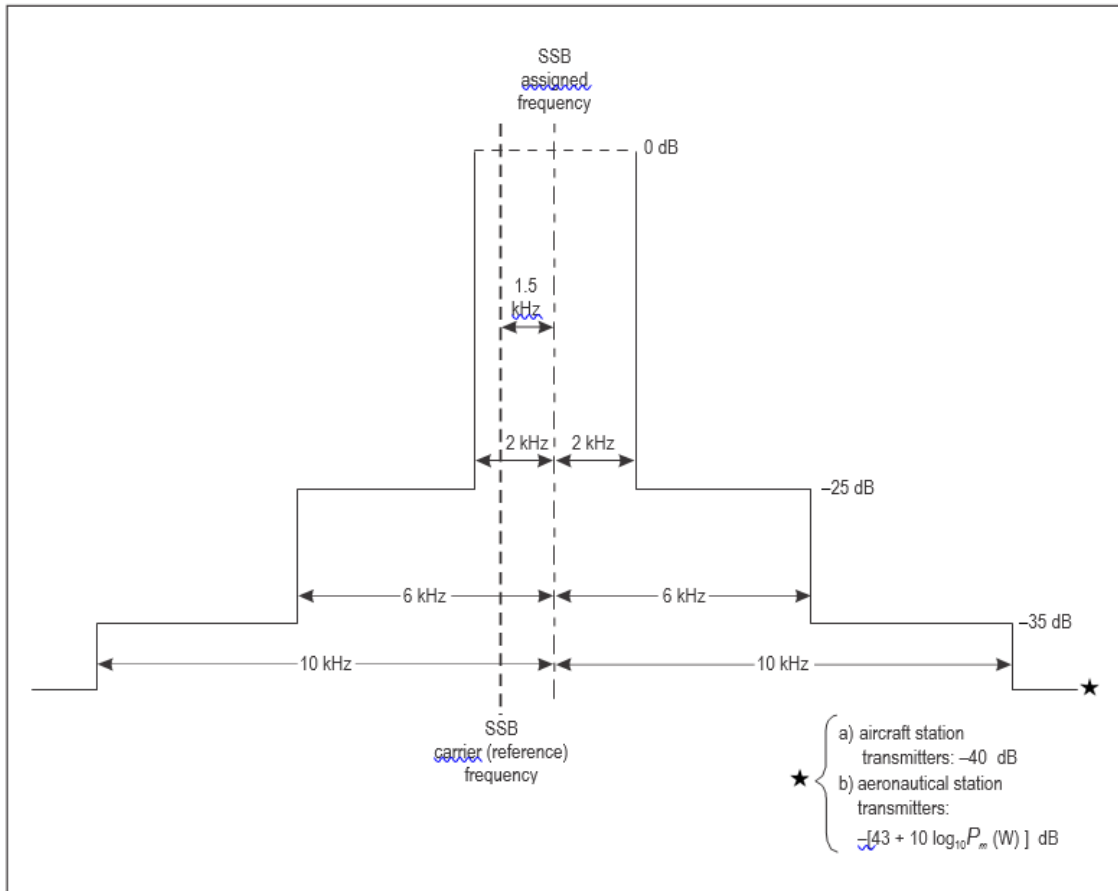 SSB
assigned
frequency
0 dB
1.5
kHz
2 kHz
2 kHz
–25 dB
6 kHz
6 kHz
–35 dB
10 kHz
10 kHz
★
SSB
carrier (reference)
frequency
★
a) aircraft station
transmitters: –40 dB
b) aeronautical station
transmitters:
–[43 + 10 log₁₀Pₘ (W) ] dB